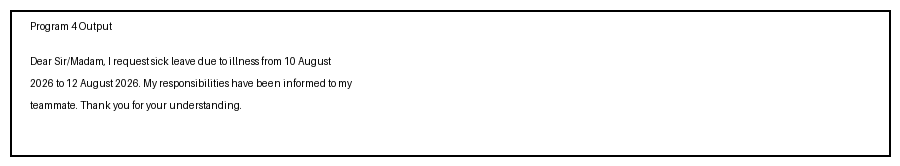 Program 4 Output
Dear Sir/Madam, I request sick leave due to illness from 10 August
2026 to 12 August 2026. My responsibilities have been informed to my
teammate. Thank you for your understanding.